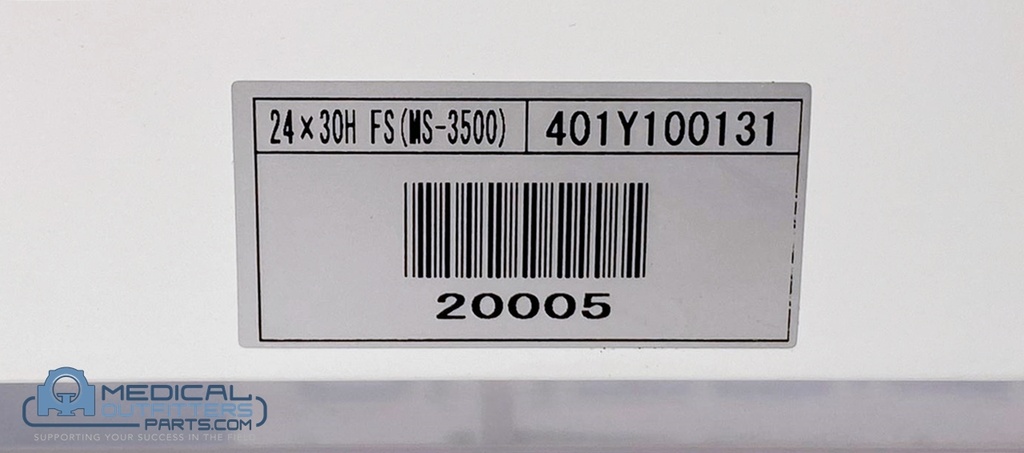 24×30H FS(MS-3500) 401Y100131
20005
MEDICAL
OUTFITTERS
PARTS.COM
SUPPORTING YOUR SUCCESS IN THE FIELD